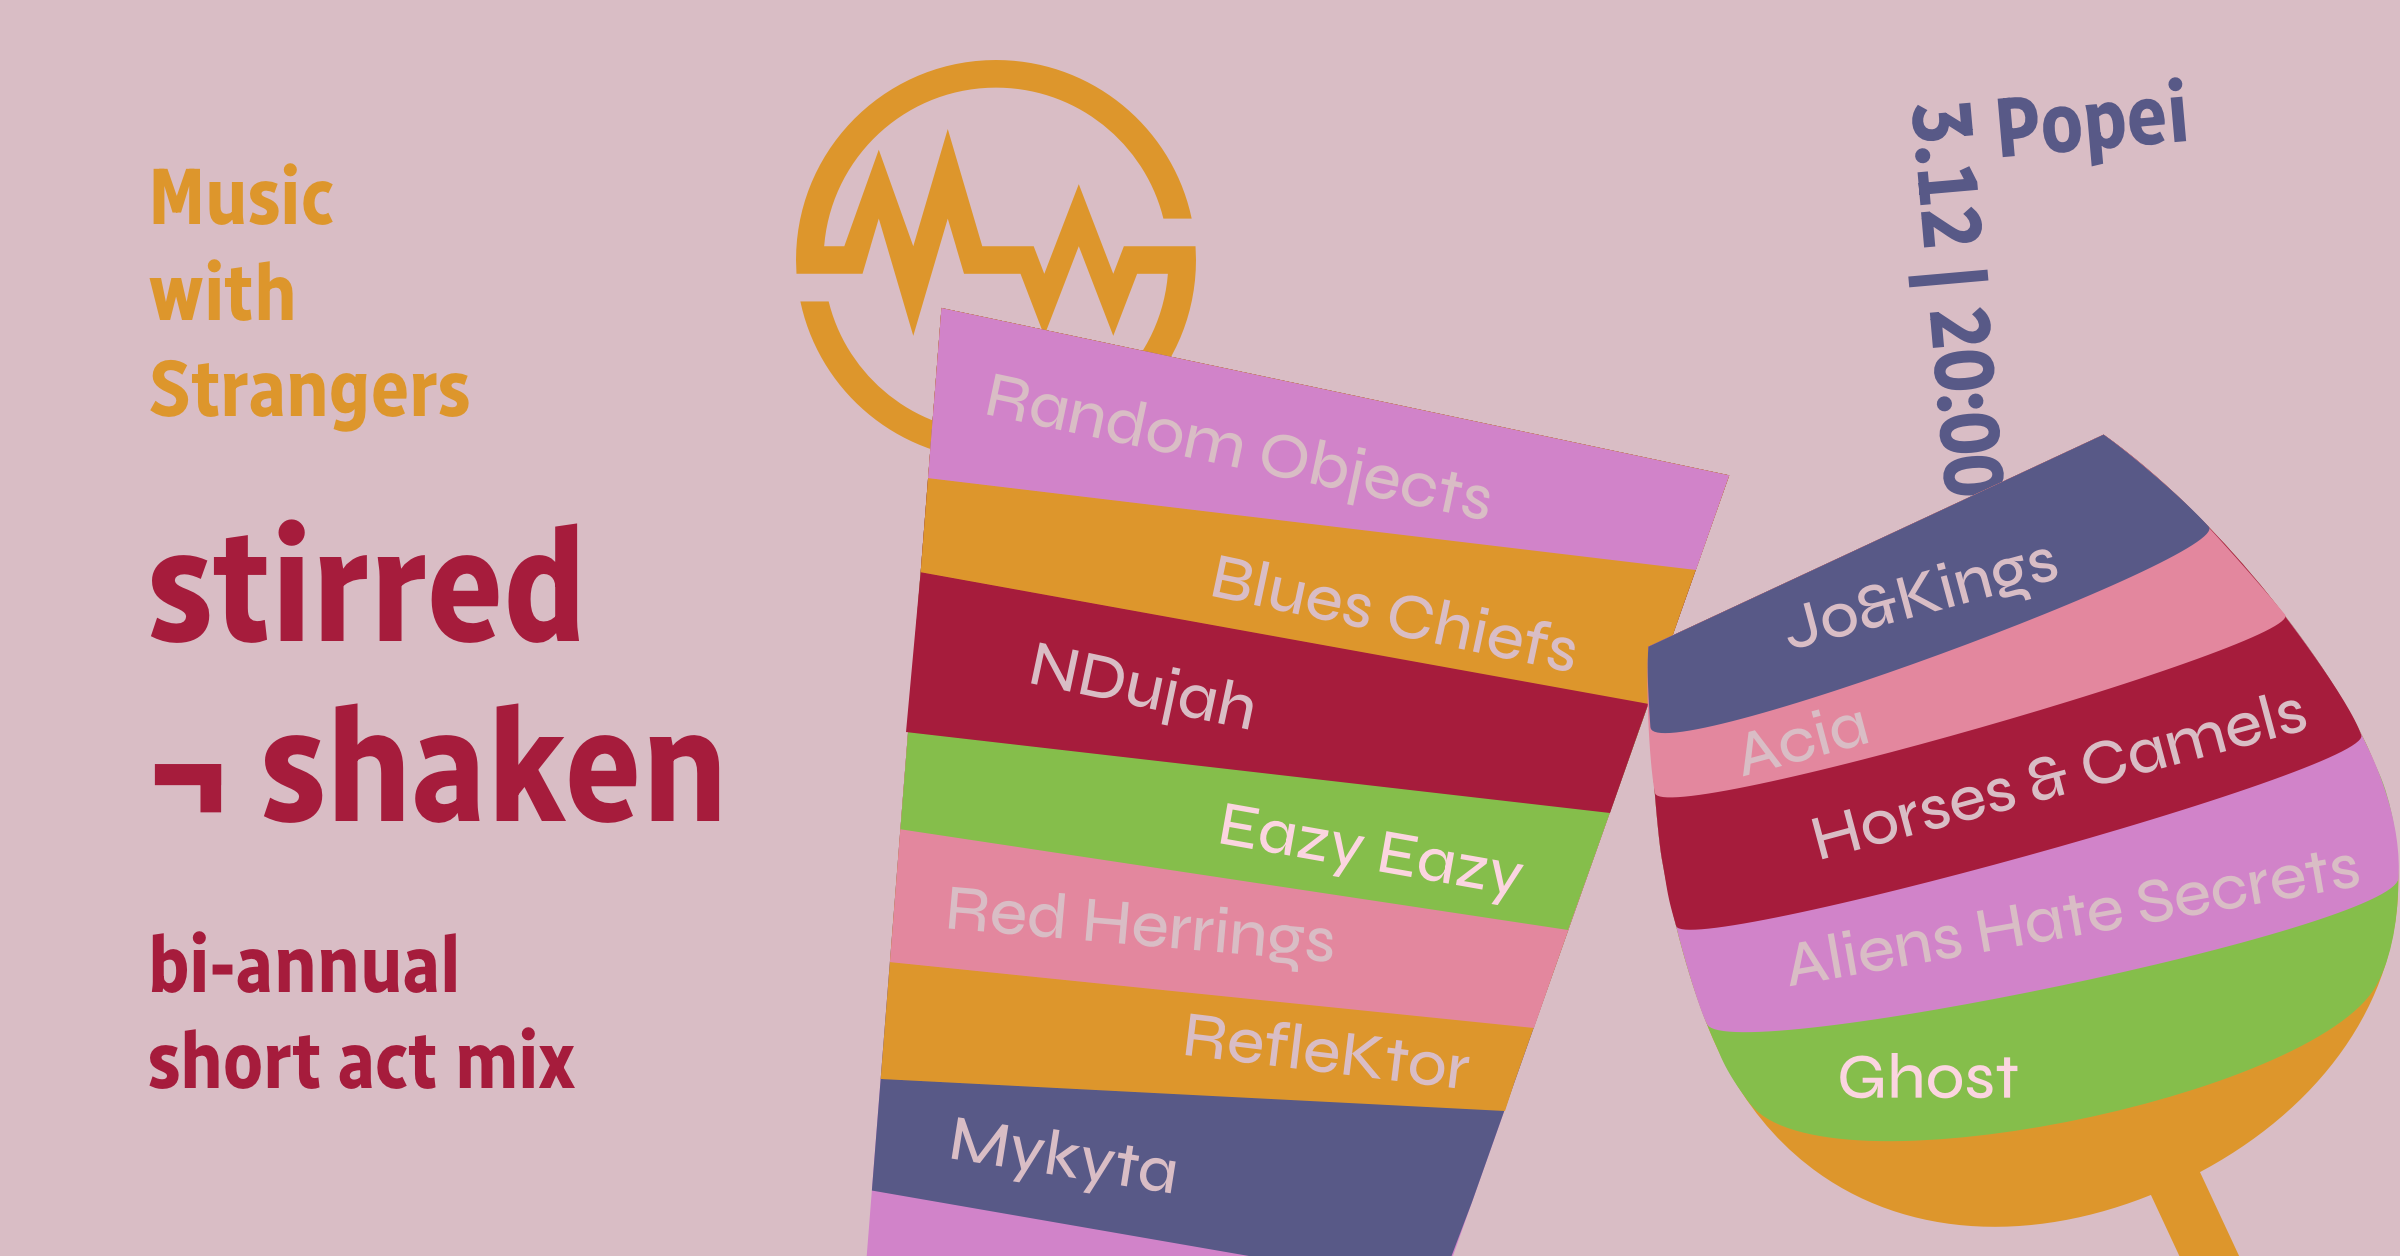 Music
with
Strangers
stirred
¬ shaken
bi-annual
short act mix
Random Objects
Blues Chiefs
NDujah
Eazy Eazy
Red Herrings
RefleKtor
Mykyta
Popei
3.12 | 20:00
Jo&Kings
Acid
Horses & Camels
Aliens Hate Secrets
Ghost